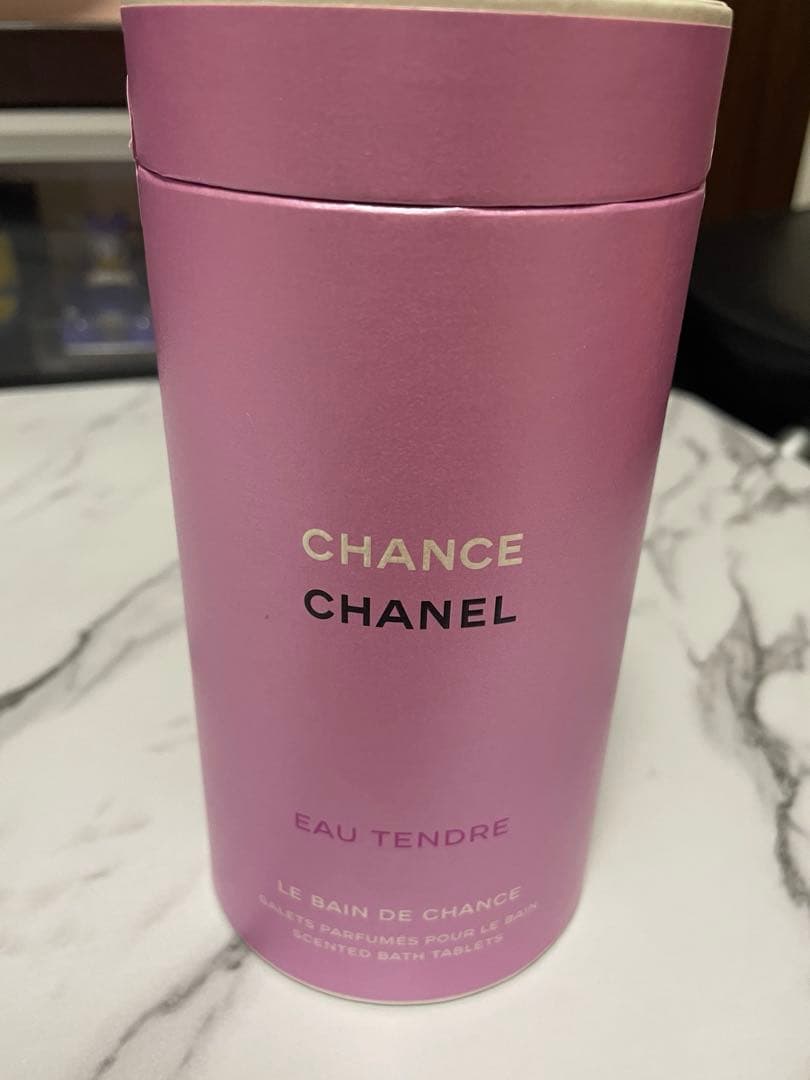 CHANCE
CHANEL
EAU TENDRE
LE BAIN DE CHANCE
GALETS PARFUMÉS POUR LE BAIN
SCENTED BATH TABLETS